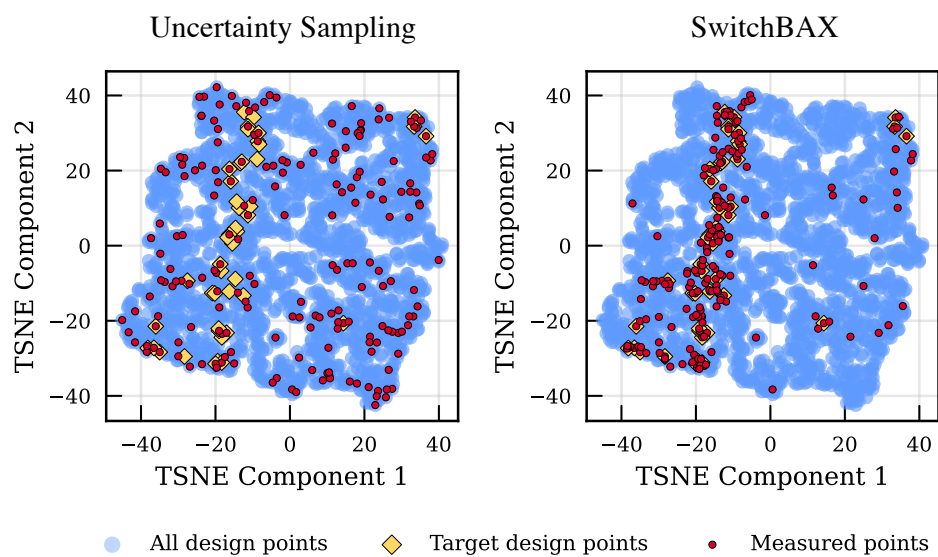 Uncertainty Sampling
SwitchBAX
TSNE Component 2
40
20
0
−20
−40
−40
−20
0
20
40
TSNE Component 1
TSNE Component 2
40
20
0
−20
−40
−40
−20
0
20
40
TSNE Component 1
All design points
Target design points
Measured points